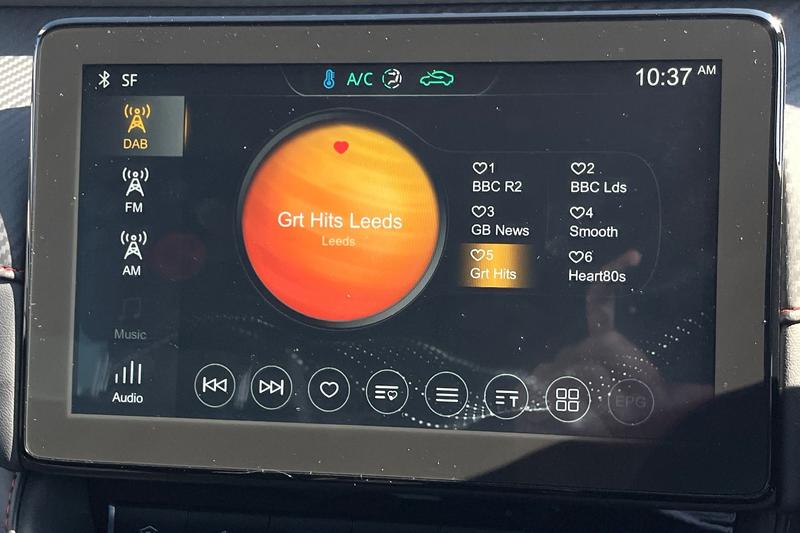 SF
A/C
10:37 AM
DAB
FM
AM
Music
Audio
Grt Hits Leeds
Leeds
1
BBC R2
2
BBC Lds
3
GB News
4
Smooth
5
Grt Hits
6
Heart80s
T
EPG